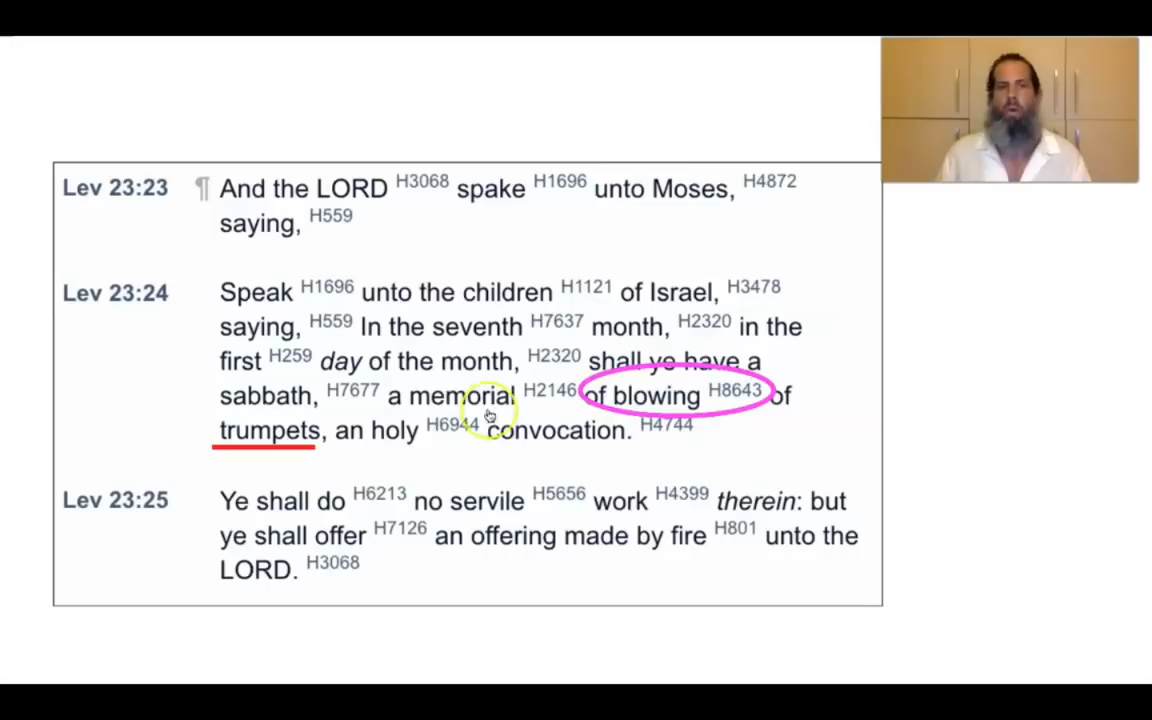 Lev 23:23 ¶ And the LORD H3068 spake H1696 unto Moses, H4872
saying, H559
Lev 23:24 Speak H1696 unto the children H1121 of Israel, H3478
saying, H559 In the seventh H7637 month, H2320 in the
first H259 day of the month, H2320 shall ye have a
sabbath, H7677 a memorial H2146 of blowing H8643 of
trumpets, an holy H6944 convocation. H4744
Lev 23:25 Ye shall do H6213 no servile H5656 work H4399 therein: but
ye shall offer H7126 an offering made by fire H801 unto the
LORD. H3068